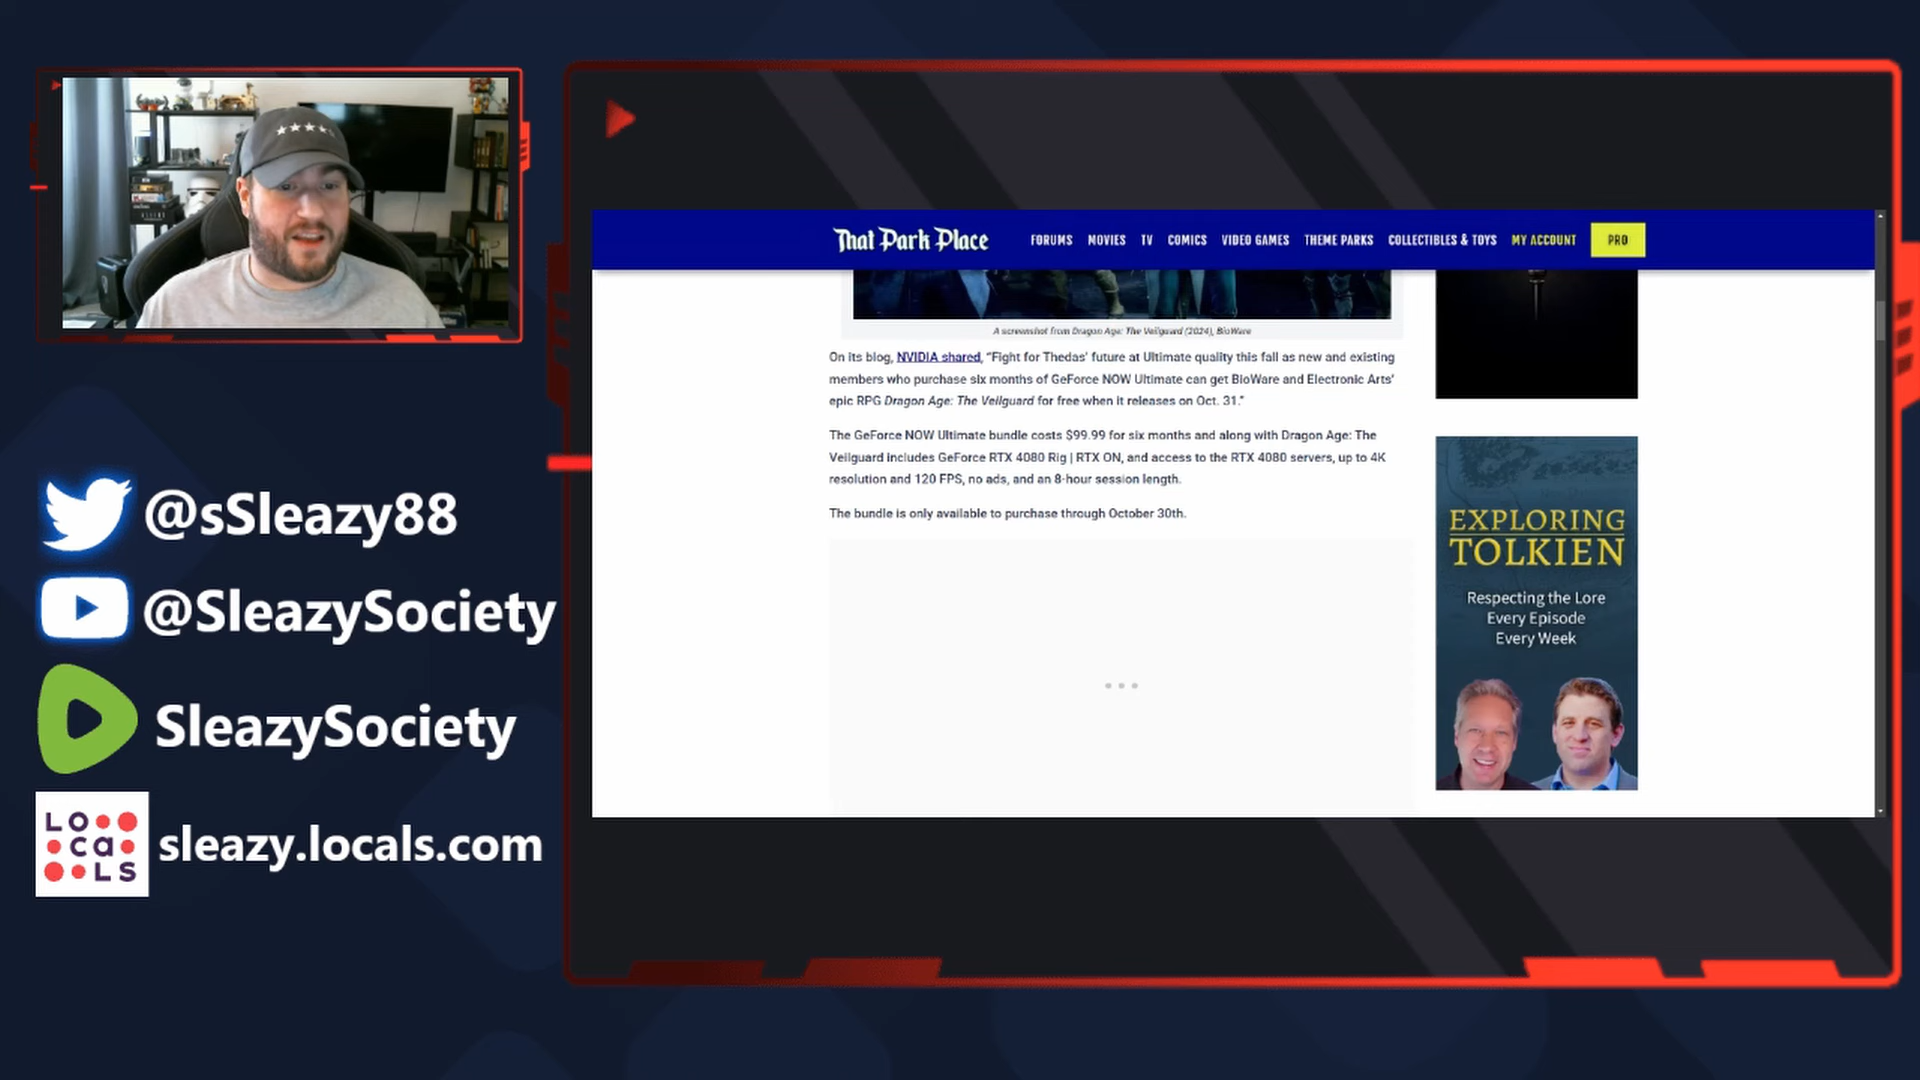 @sSleazy88
@SleazySociety
SleazySociety
LOcaLS
sleazy.locals.com
That Park Place
FORUMS MOVIES TV COMICS VIDEO GAMES THEME PARKS COLLECTIBLES & TOYS MY ACCOUNT PRO
A screenshot from Dragon Age: The Veilguard (2024), BioWare
On its blog, NVIDIA shared, “Fight for Thedas’ future at Ultimate quality this fall as new and existing
members who purchase six months of GeForce NOW Ultimate can get BioWare and Electronic Arts’
epic RPG Dragon Age: The Veilguard for free when it releases on Oct. 31.”
The GeForce NOW Ultimate bundle costs $99.99 for six months and along with Dragon Age: The
Veilguard includes GeForce RTX 4080 Rig | RTX ON, and access to the RTX 4080 servers, up to 4K
resolution and 120 FPS, no ads, and an 8-hour session length.
The bundle is only available to purchase through October 30th.
EXPLORING
TOLKIEN
Respecting the Lore
Every Episode
Every Week